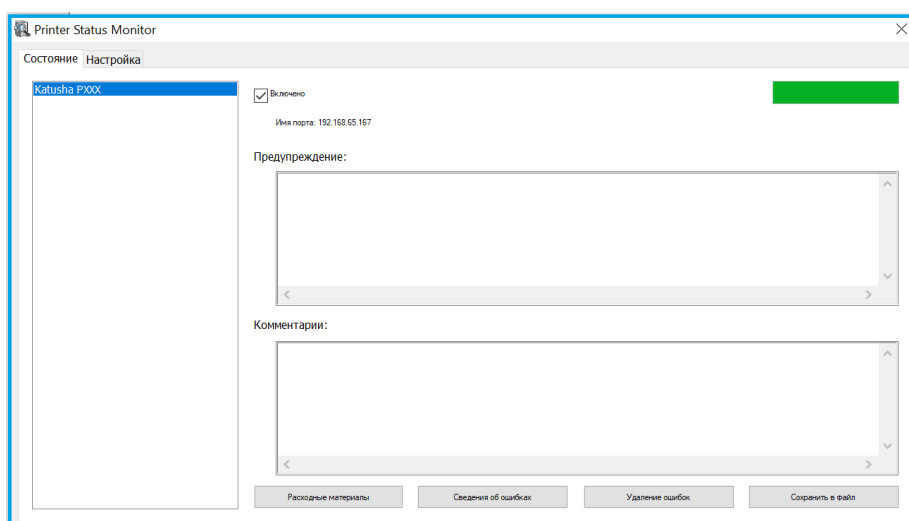 Printer Status Monitor
Состояние Настройка
Katusha PXXX
Включено
Имя порта: 192.168.65.167
Предупреждение:
Комментарии:
Расходные материалы Сведения об ошибках Удаление ошибок Сохранить в файл